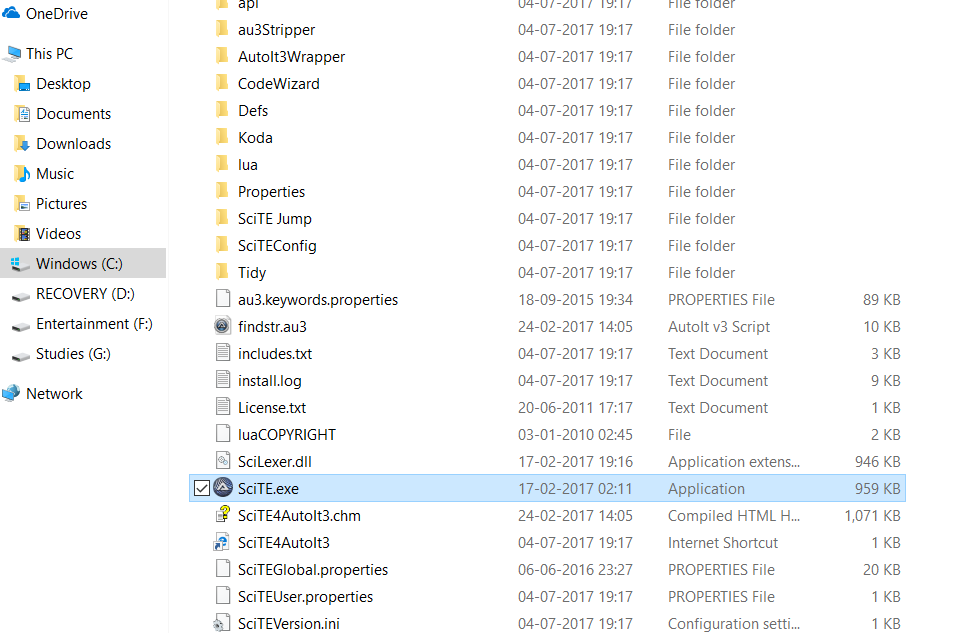 OneDrive
This PC
Desktop
Documents
Downloads
Music
Pictures
Videos
Windows (C:)
RECOVERY (D:)
Entertainment (F:)
Studies (G:)
Network
api 04-07-2017 19:17 File folder
au3Stripper 04-07-2017 19:17 File folder
AutoIt3Wrapper 04-07-2017 19:17 File folder
CodeWizard 04-07-2017 19:17 File folder
Defs 04-07-2017 19:17 File folder
Koda 04-07-2017 19:17 File folder
lua 04-07-2017 19:17 File folder
Properties 04-07-2017 19:17 File folder
SciTE Jump 04-07-2017 19:17 File folder
SciTEConfig 04-07-2017 19:17 File folder
Tidy 04-07-2017 19:17 File folder
au3.keywords.properties 18-09-2015 19:34 PROPERTIES File 89 KB
findstr.au3 24-02-2017 14:05 AutoIt v3 Script 10 KB
includes.txt 04-07-2017 19:17 Text Document 3 KB
install.log 04-07-2017 19:17 Text Document 9 KB
License.txt 20-06-2011 17:17 Text Document 1 KB
luaCOPYRIGHT 03-01-2010 02:45 File 2 KB
SciLexer.dll 17-02-2017 19:16 Application extens... 946 KB
SciTE.exe 17-02-2017 02:11 Application 959 KB
SciTE4AutoIt3.chm 24-02-2017 14:05 Compiled HTML H... 1,071 KB
SciTE4AutoIt3 04-07-2017 19:17 Internet Shortcut 1 KB
SciTEGlobal.properties 06-06-2016 23:27 PROPERTIES File 20 KB
SciTEUser.properties 04-07-2017 19:17 PROPERTIES File 1 KB
SciTEVersion.ini 04-07-2017 19:17 Configuration setti... 1 KB